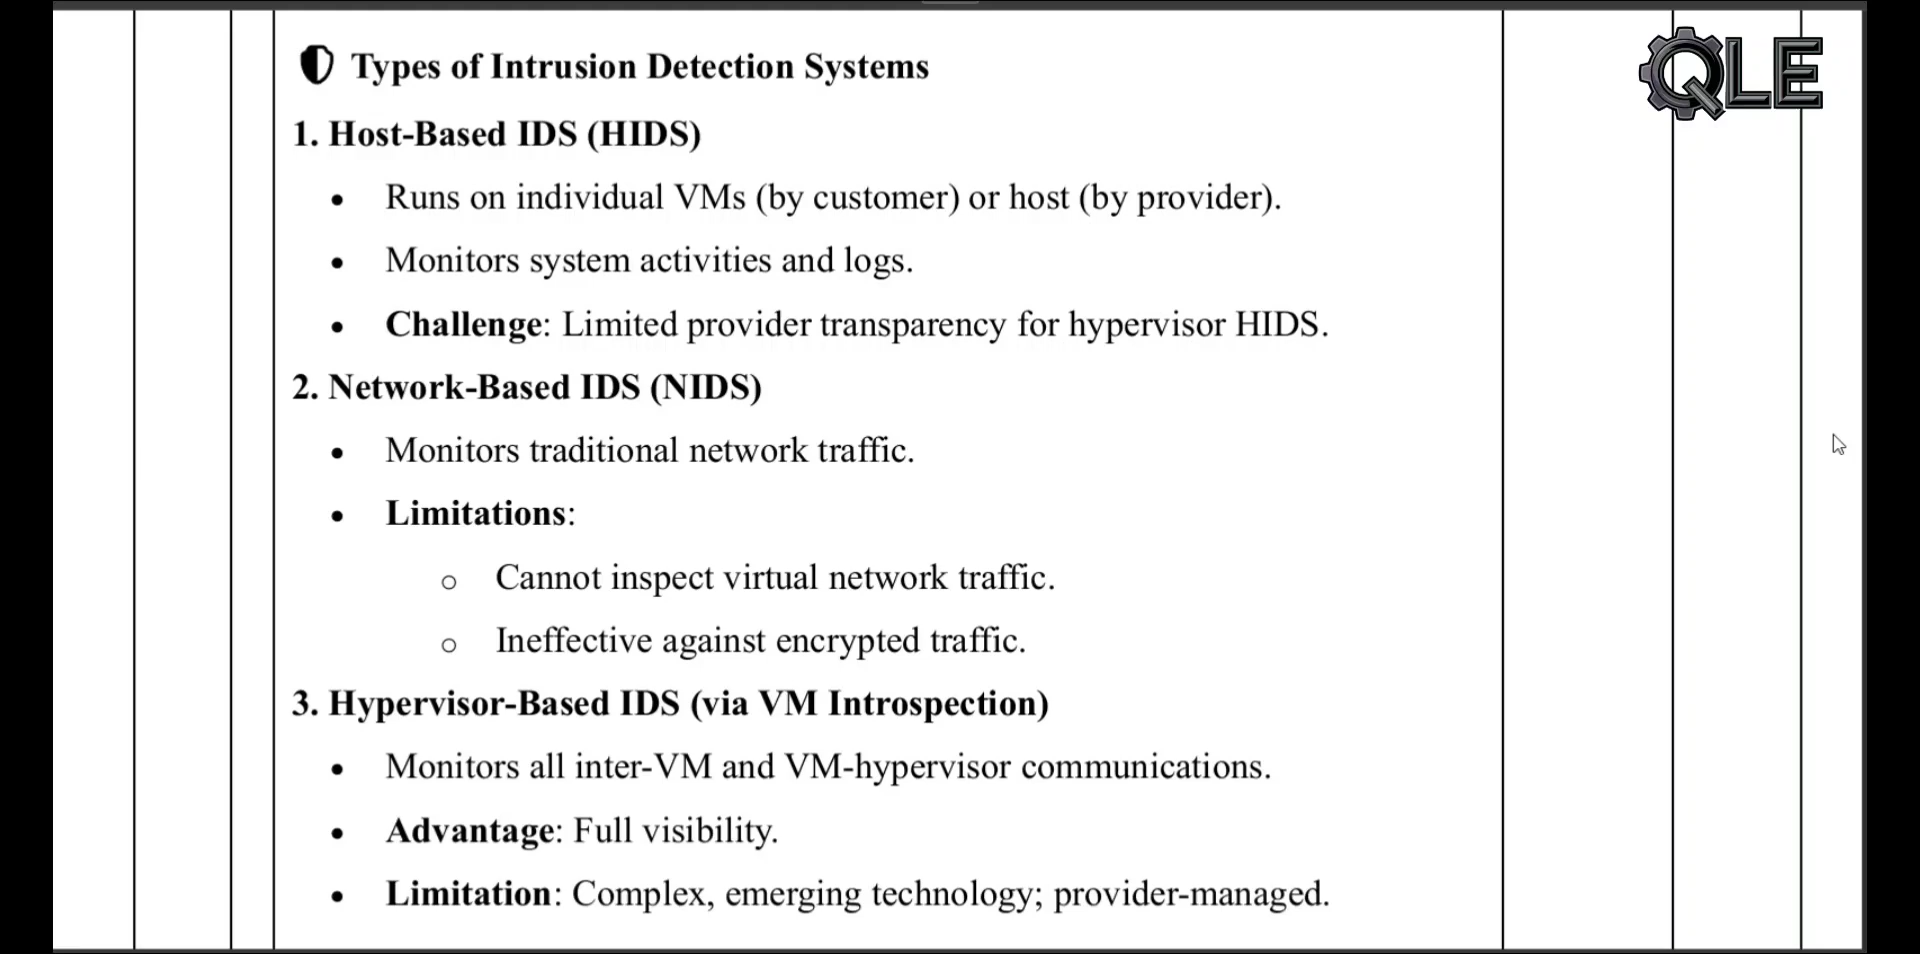 Types of Intrusion Detection Systems
QLE
1. Host-Based IDS (HIDS)
• Runs on individual VMs (by customer) or host (by provider).
• Monitors system activities and logs.
• Challenge: Limited provider transparency for hypervisor HIDS.
2. Network-Based IDS (NIDS)
• Monitors traditional network traffic.
• Limitations:
o Cannot inspect virtual network traffic.
o Ineffective against encrypted traffic.
3. Hypervisor-Based IDS (via VM Introspection)
• Monitors all inter-VM and VM-hypervisor communications.
• Advantage: Full visibility.
• Limitation: Complex, emerging technology; provider-managed.